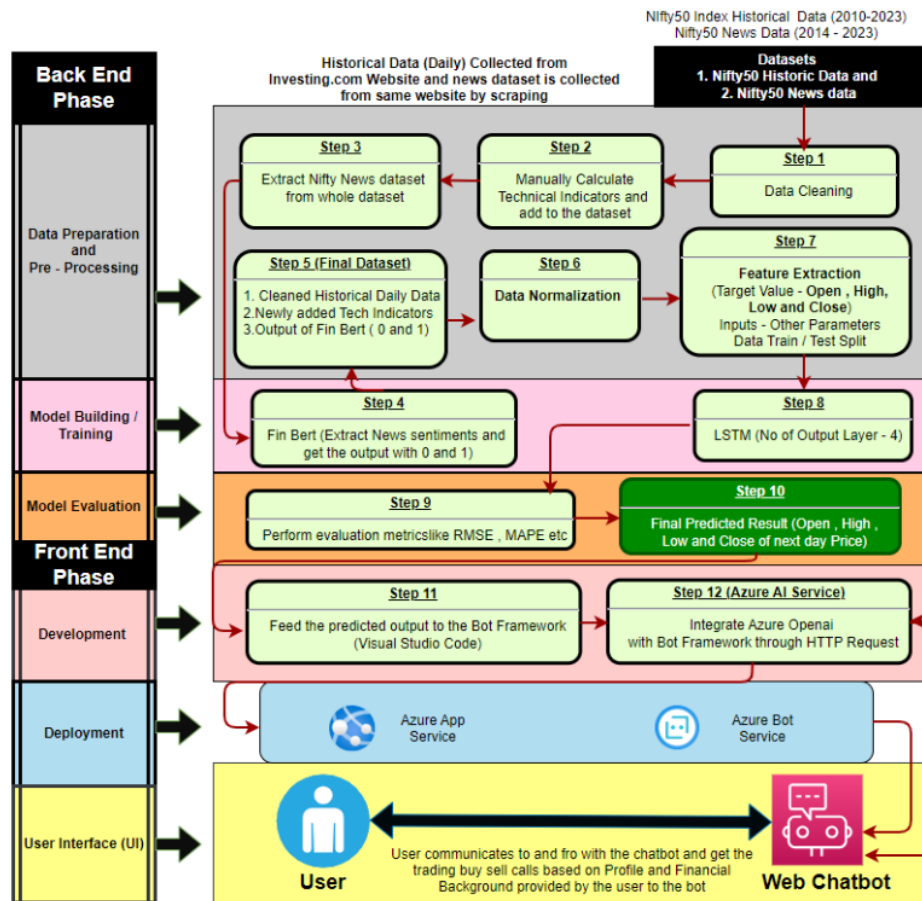 NIfty50 Index Historical Data (2010-2023)
Nifty50 News Data (2014 - 2023)
Datasets
1. Nifty50 Historic Data and
2. Nifty50 News data
Historical Data (Daily) Collected from
Investing.com Website and news dataset is collected
from same website by scraping
Back End
Phase
Data Preparation
and
Pre - Processing
Step 1
Data Cleaning
Step 2
Manually Calculate
Technical Indicators and
add to the dataset
Step 3
Extract Nifty News dataset
from whole dataset
Step 5 (Final Dataset)
1. Cleaned Historical Daily Data
2.Newly added Tech Indicators
3.Output of Fin Bert ( 0 and 1)
Step 6
Data Normalization
Step 7
Feature Extraction
(Target Value - Open , High,
Low and Close)
Inputs - Other Parameters
Data Train / Test Split
Model Building /
Training
Step 4
Fin Bert (Extract News sentiments and
get the output with 0 and 1)
Step 8
LSTM (No of Output Layer - 4)
Model Evaluation
Step 9
Perform evaluation metricslike RMSE , MAPE etc
Step 10
Final Predicted Result (Open , High ,
Low and Close of next day Price)
Front End
Phase
Development
Step 11
Feed the predicted output to the Bot Framework
(Visual Studio Code)
Step 12 (Azure AI Service)
Integrate Azure Openai
with Bot Framework through HTTP Request
Deployment
Azure App
Service
Azure Bot
Service
User Interface (UI)
User communicates to and fro with the chatbot and get the
trading buy sell calls based on Profile and Financial
Background provided by the user to the bot
User
Web Chatbot